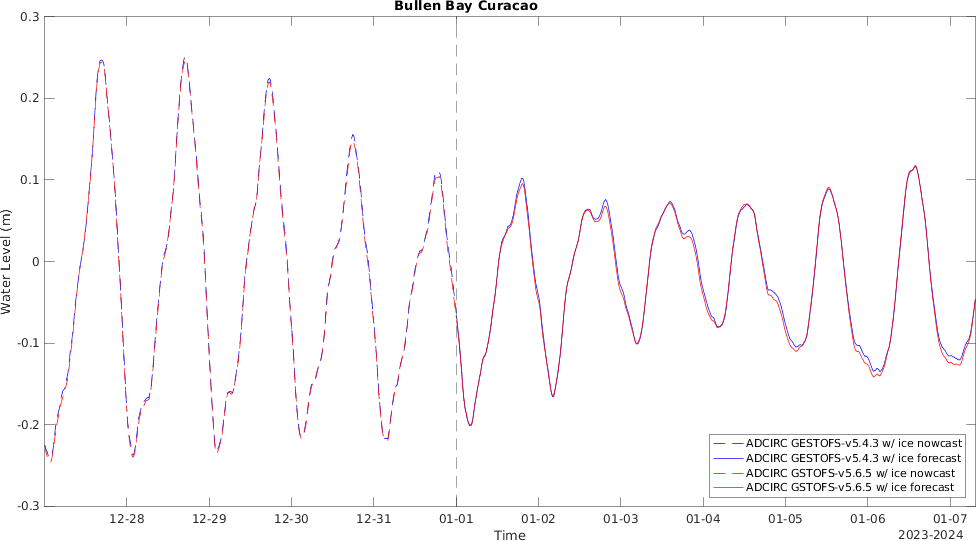 Bullen Bay Curacao
0.3
0.2
0.1
0
-0.1
-0.2
-0.3
Water Level (m)
12-28 12-29 12-30 12-31 01-01 01-02 01-03 01-04 01-05 01-06 01-07
Time
2023-2024
ADCIRC GESTOFS-v5.4.3 w/ ice nowcast
ADCIRC GESTOFS-v5.4.3 w/ ice forecast
ADCIRC GSTOFS-v5.6.5 w/ ice nowcast
ADCIRC GSTOFS-v5.6.5 w/ ice forecast